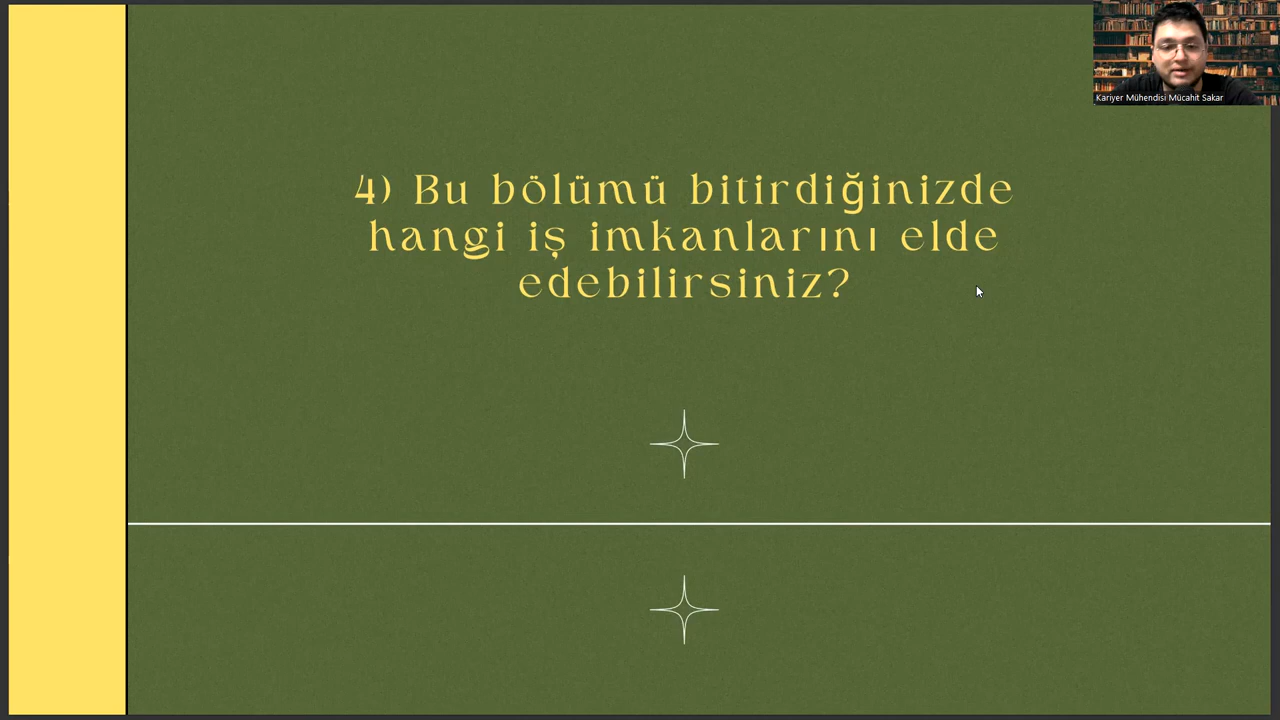 Kariyer Mühendisi Mücahit Sakar
4) Bu bölümü bitirdiğinizde
hangi iş imkanlarını elde
edebilirsiniz?